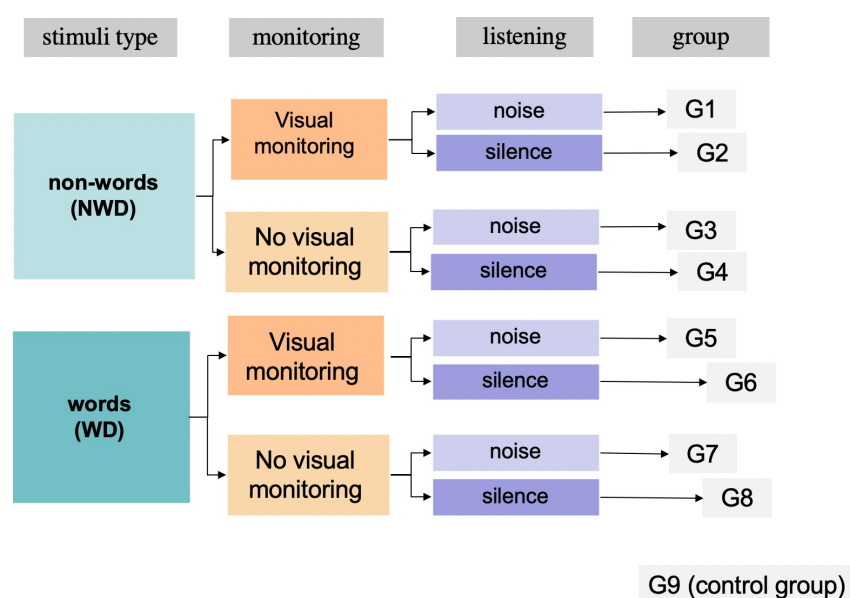 stimuli type
monitoring
listening
group
non-words
(NWD)
Visual
monitoring
noise
G1
silence
G2
No visual
monitoring
noise
G3
silence
G4
words
(WD)
Visual
monitoring
noise
G5
silence
G6
No visual
monitoring
noise
G7
silence
G8
G9 (control group)